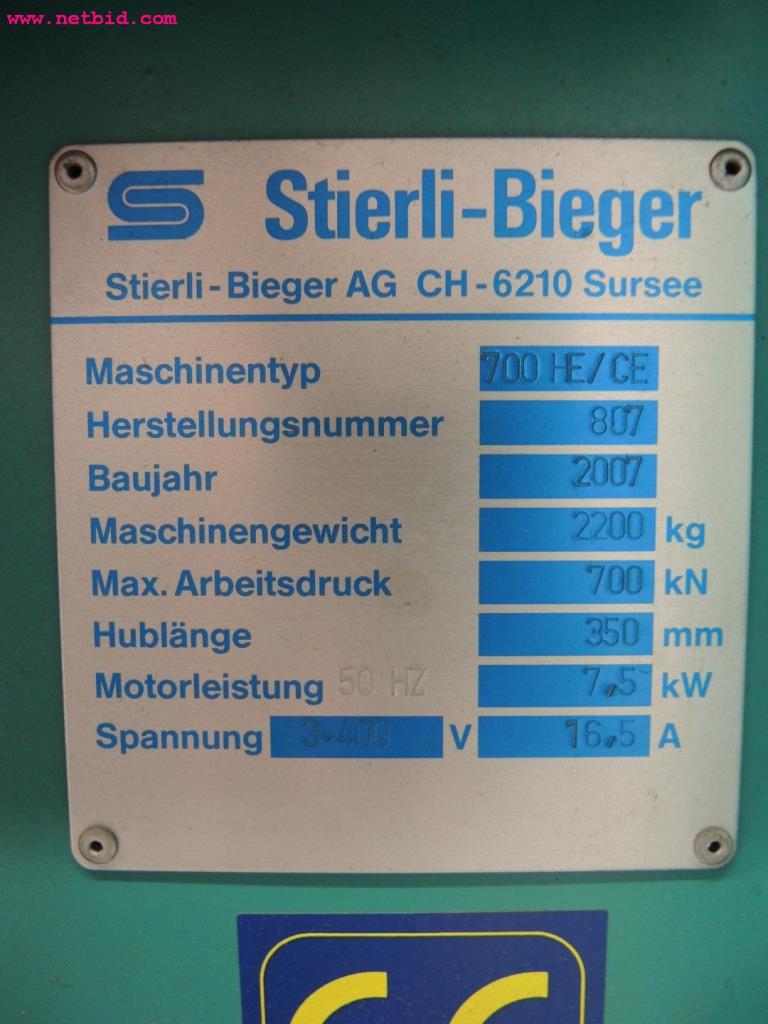 www.netbid.com
Stierli-Bieger
Stierli-Bieger AG CH-6210 Sursee
Maschinentyp 700 HE/CE
Herstellungsnummer 807
Baujahr 2007
Maschinengewicht 2200 kg
Max. Arbeitsdruck 700 kN
Hublänge 350 mm
Motorleistung 50 HZ 7,5 kW
Spannung 3·400 V 16,5 A
CE